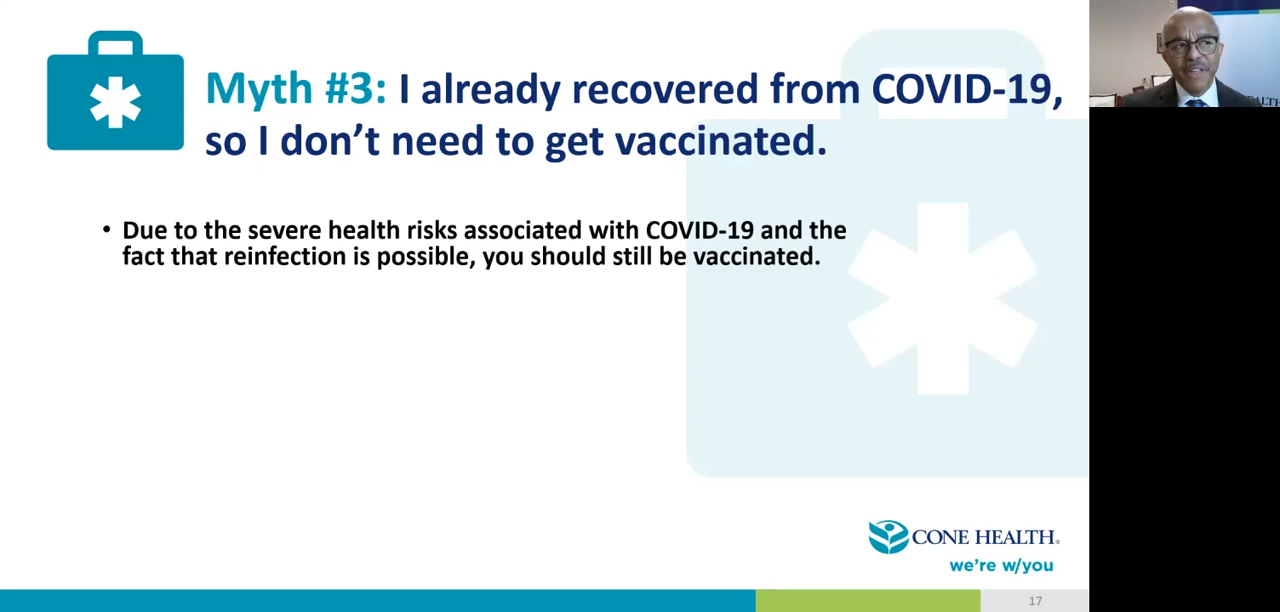 Myth #3: I already recovered from COVID-19,
so I don't need to get vaccinated.
• Due to the severe health risks associated with COVID-19 and the
fact that reinfection is possible, you should still be vaccinated.
CONE HEALTH®
we're w/you
17